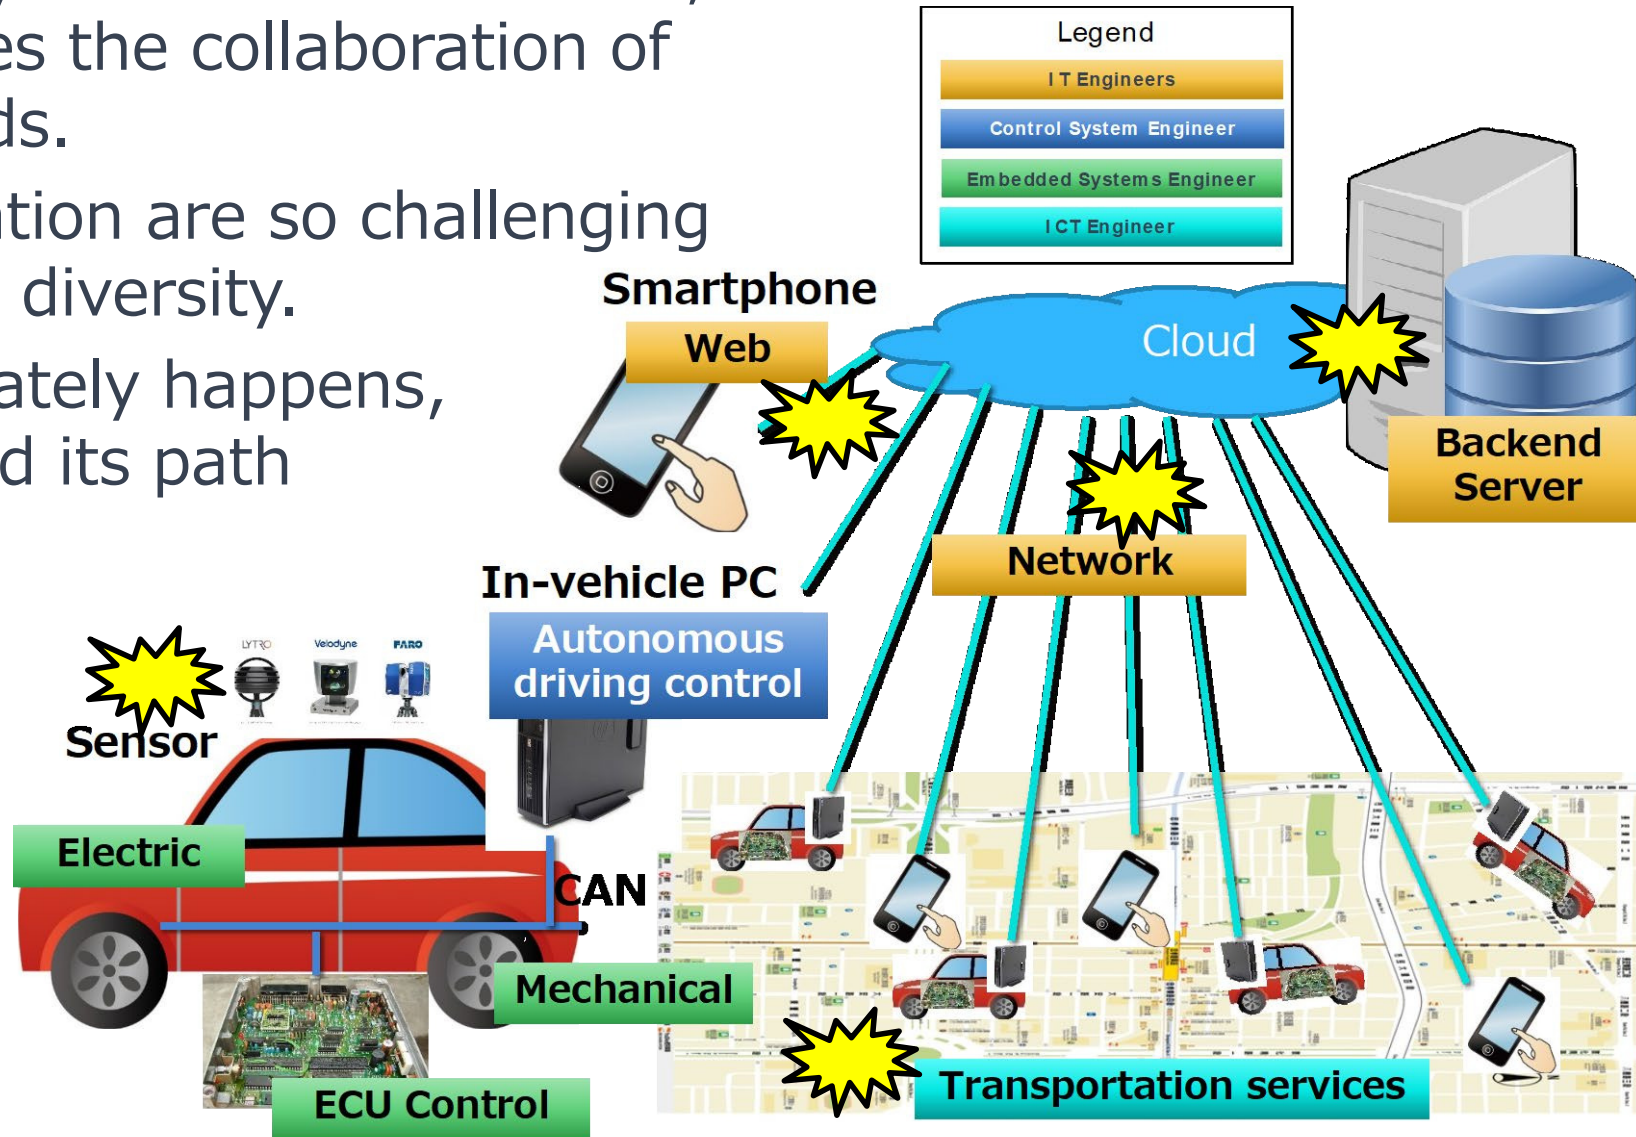 es the collaboration of
ds.
ation are so challenging
diversity.
ately happens,
d its path
Legend
IT Engineers
Control System Engineer
Embedded Systems Engineer
ICT Engineer
Smartphone
Web
Cloud
Backend
Server
Network
In-vehicle PC
Autonomous
driving control
LYTRO
Velodyne
FARO
Sensor
Electric
CAN
Mechanical
ECU Control
Transportation services